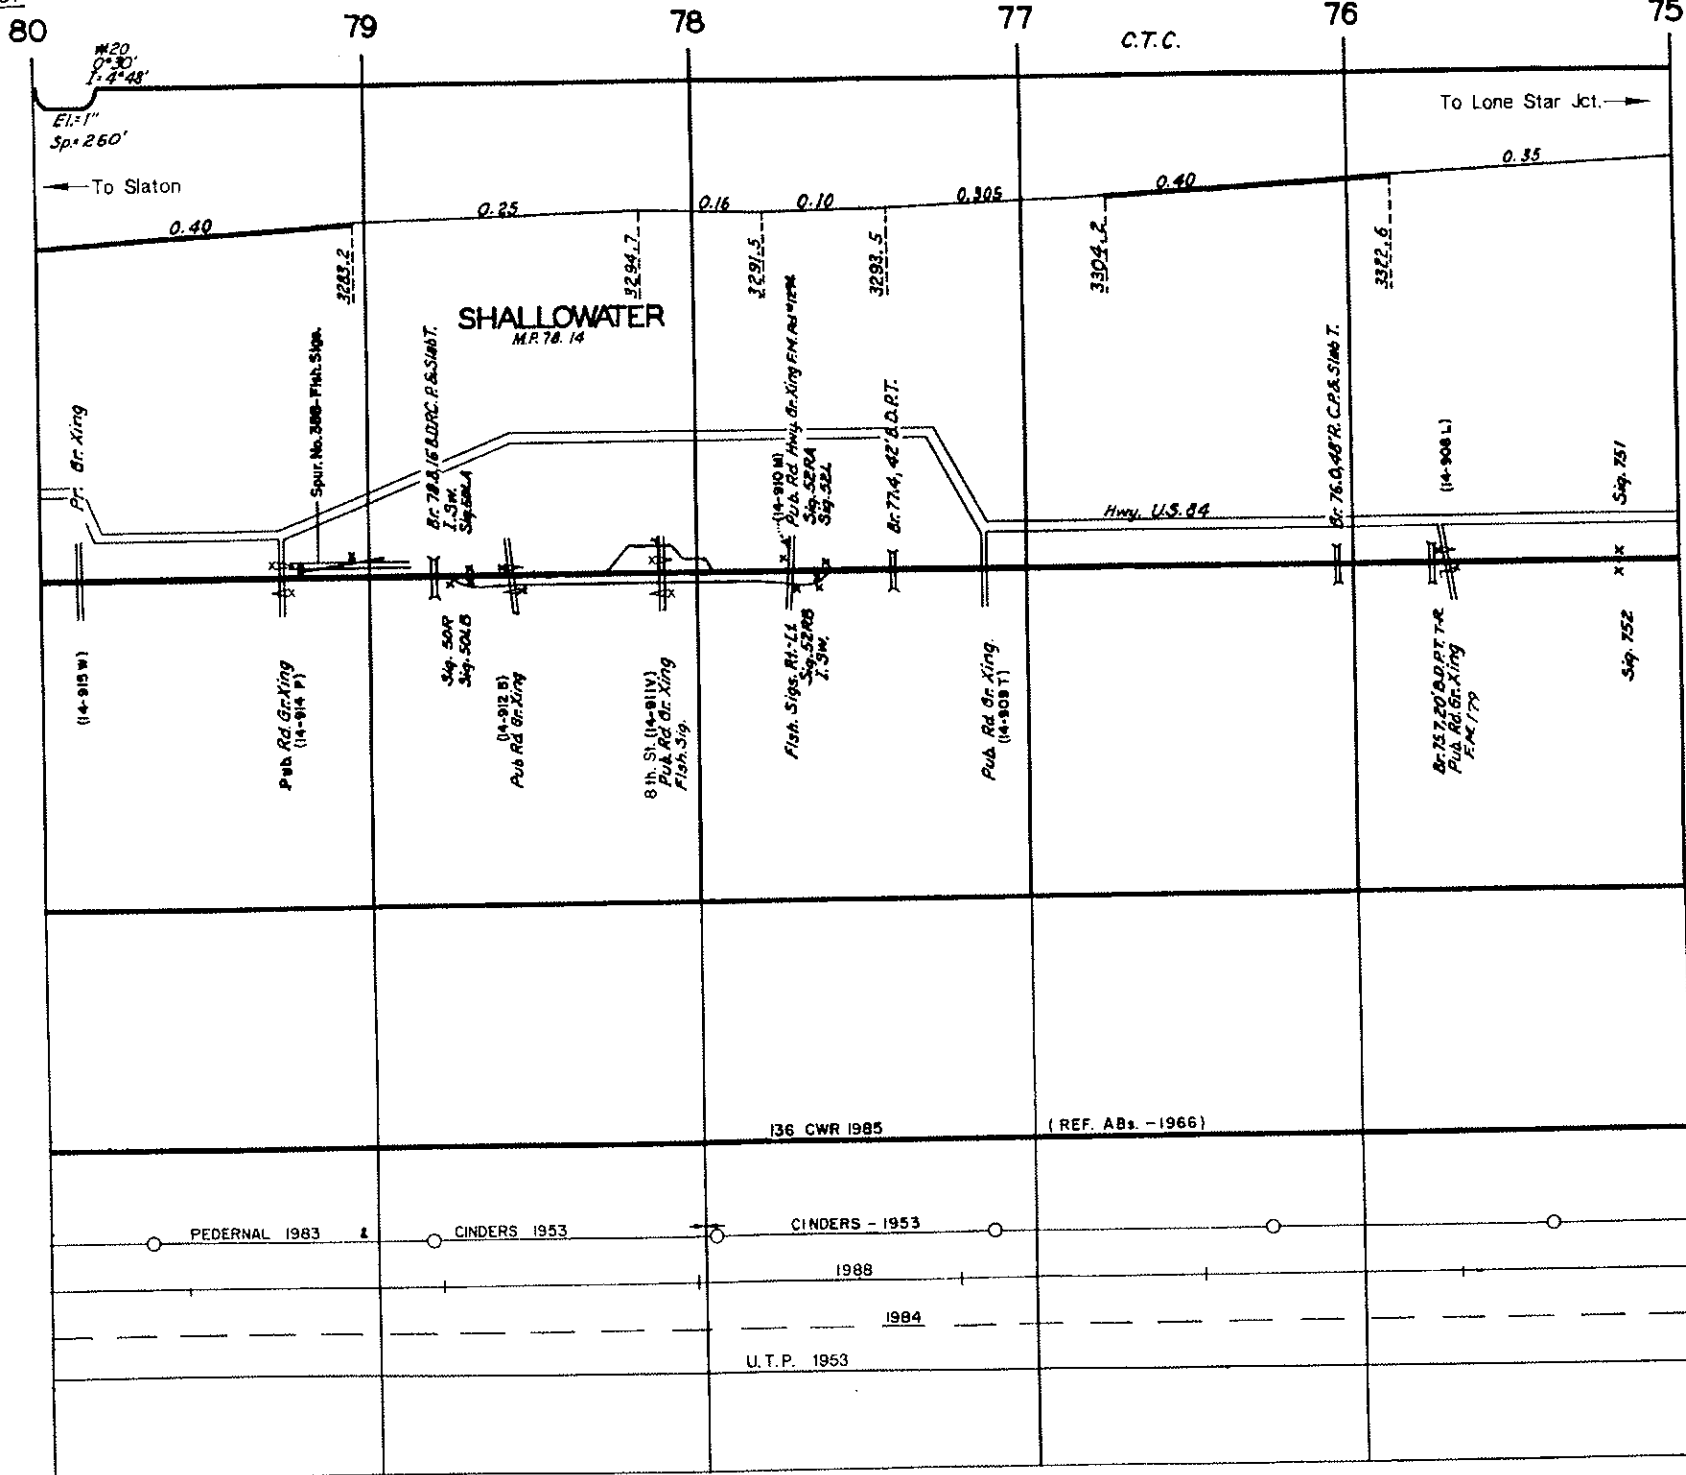 80
79
78
77
76
75
#20
0°30'
I=4°48'
El.=1"
Sp.=260'
C.T.C.
To Lone Star Jct.
To Slaton
0.40
0.25
0.16
0.10
0.305
0.40
0.35
3283.2
3294.7
3291.5
3293.5
3304.2
3322.6
SHALLOWATER
M.P. 78.14
Pr. Gr. Xing
Spur. No. Flsh. Sigs.
Br. 78.8, 16' B.D.R.C.P. & Slab T.
I. Sw.
Sig. 50LA
(14-910 M)
Pub. Rd. Hwy. Gr. Xing F.M. Rd. #1294
Sig. 52RA
Sig. 52L
Br. 77.4, 42' B.D.P.T.
Hwy. U.S. 84
Br. 76.0, 48' R.C.P. & Slab T.
(14-908 L)
Sig. 751
(14-915 W)
Pub. Rd. Gr. Xing
(14-914 P)
Sig. 50R
Sig. 50LB
(14-912 B)
Pub. Rd. Gr. Xing
8 th. St. (14-911V)
Pub. Rd. Gr. Xing
Flsh. Sig.
Flsh. Sigs. Rt.-Lt.
Sig. 52RB
I. Sw.
Pub. Rd. Gr. Xing.
(14-909 T)
Br. 75.7, 20' B.D.P.T. T-R
Pub. Rd. Gr. Xing
F.M. 179
Sig. 752
136 CWR 1985
(REF. ABs. -1966)
PEDERNAL 1983 &
CINDERS 1953
CINDERS - 1953
1988
1984
U.T.P. 1953